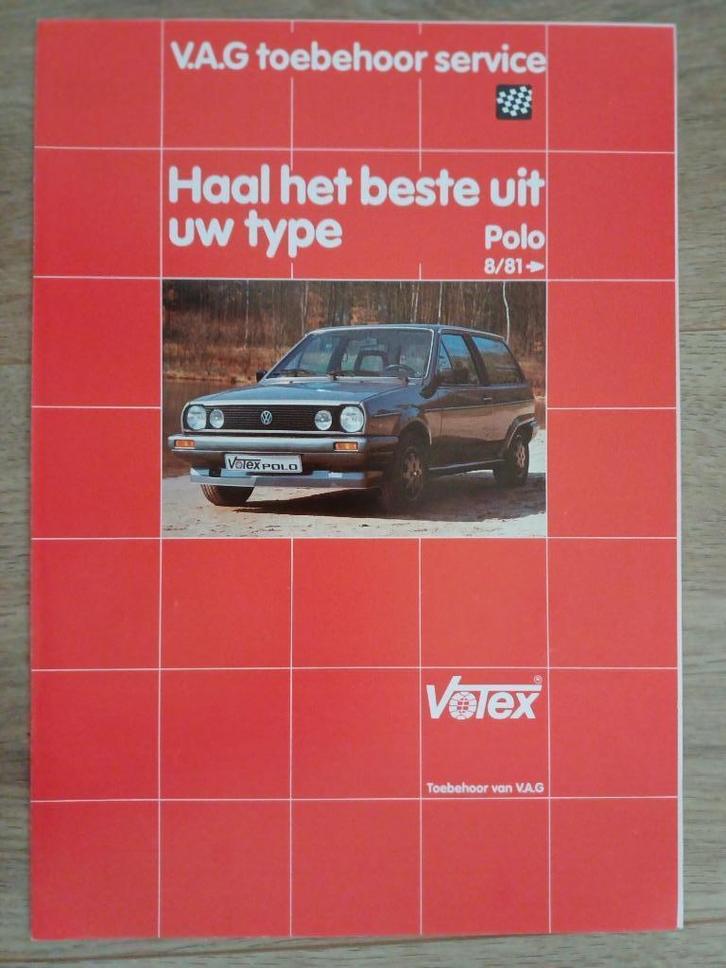 V.A.G toebehoor service
Haal het beste uit
uw type
Polo
8/81
VOTEX POLO
VOTEX ®
Toebehoor van V.A.G